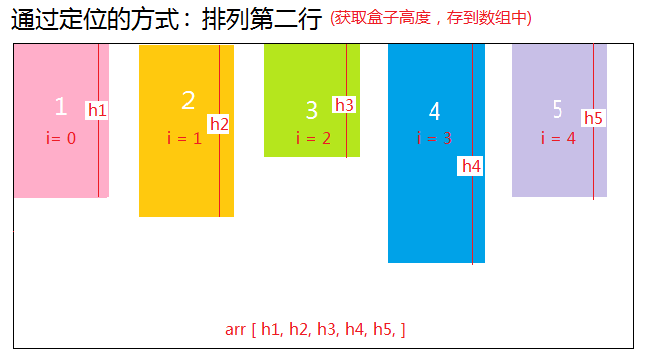 通过定位的方式：排列第二行 (获取盒子高度，存到数组中)
1 2 3 4 5
h1 h2 h3 h4 h5
i= 0 i = 1 i = 2 i = 3 i = 4
arr [ h1, h2, h3, h4, h5, ]